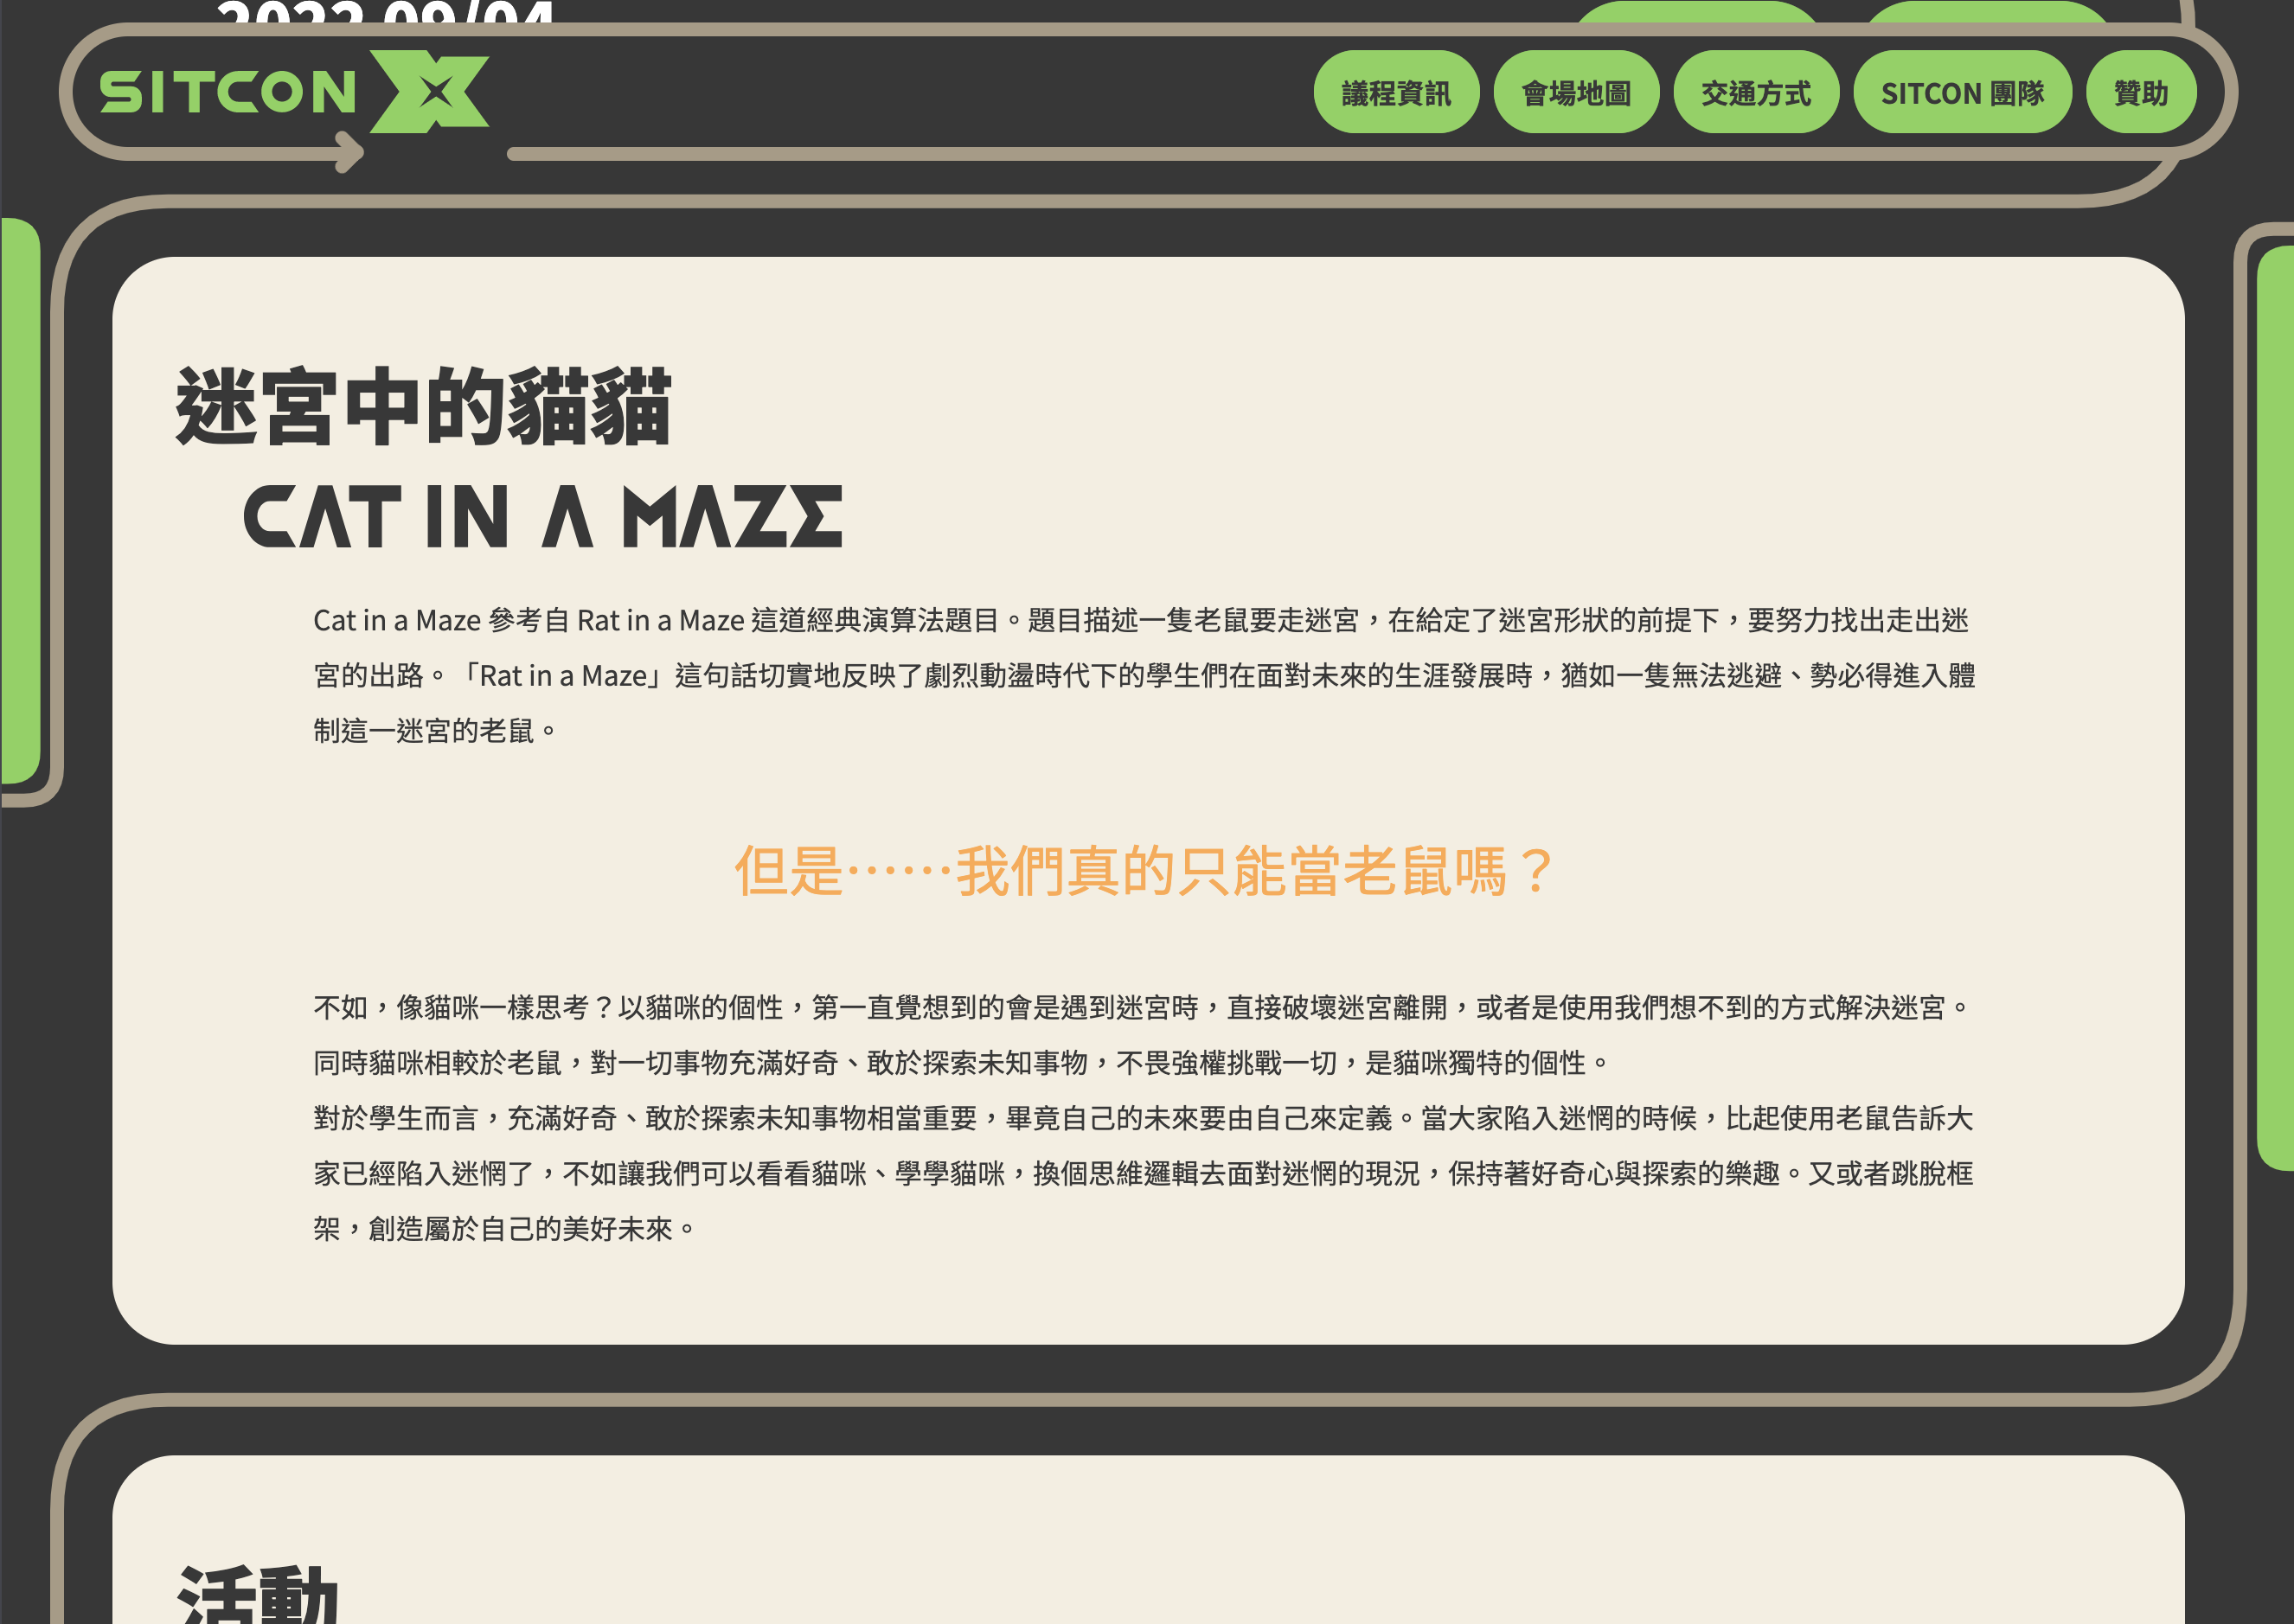 2022 09/04
SITCON X
議程資訊
會場地圖
交通方式
SITCON 團隊
贊助
迷宮中的貓貓
CAT IN A MAZE
Cat in a Maze 參考自 Rat in a Maze 這道經典演算法題目。題目描述一隻老鼠要走迷宮，在給定了迷宮形狀的前提下，要努力找出走出迷
宮的出路。「Rat in a Maze」這句話切實地反映了劇烈動盪時代下的學生們在面對未來的生涯發展時，猶如一隻無法逃避、勢必得進入體
制這一迷宮的老鼠。
但是⋯⋯我們真的只能當老鼠嗎？
不如，像貓咪一樣思考？以貓咪的個性，第一直覺想到的會是遇到迷宮時，直接破壞迷宮離開，或者是使用我們想不到的方式解決迷宮。
同時貓咪相較於老鼠，對一切事物充滿好奇、敢於探索未知事物，不畏強權挑戰一切，是貓咪獨特的個性。
對於學生而言，充滿好奇、敢於探索未知事物相當重要，畢竟自己的未來要由自己來定義。當大家陷入迷惘的時候，比起使用老鼠告訴大
家已經陷入迷惘了，不如讓我們可以看看貓咪、學學貓咪，換個思維邏輯去面對迷惘的現況，保持著好奇心與探索的樂趣。又或者跳脫框
架，創造屬於自己的美好未來。
活動